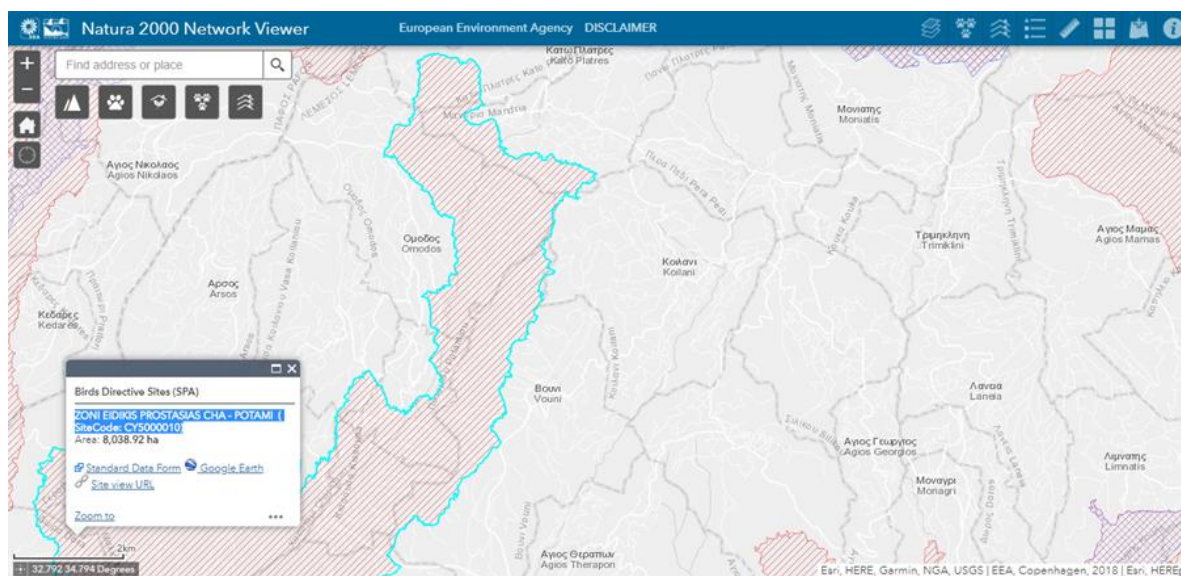 Natura 2000 Network Viewer
European Environment Agency DISCLAIMER
Find address or place
Κατω Πλατρες
Kato Platres
Μονιατης
Moniatis
Αγιος Νικολαος
Agios Nikolaos
Ομοδος
Omodos
Αρσος
Arsos
Κεδαρες
Kedares
Κοιλανι
Koilani
Pera Pedi
Τριμηκληνη
Trimiklini
Αγιος Μαμας
Agios Mamas
Βουνι
Vouni
Λανεια
Laneia
Αγιος Γεωργιος
Agios Georgios
Μοναγρι
Monagri
Λιμνατης
Limnatis
Αγιος Θεραπων
Agios Therapon
Birds Directive Sites (SPA)
ZONI EIDIKIS PROSTASIAS CHA - POTAMI (
SiteCode: CY5000010)
Area: 8,038.92 ha
Standard Data Form Google Earth
Site view URL
Zoom to
2km
32.792 34.794 Degrees
Esri, HERE, Garmin, NGA, USGS | EEA, Copenhagen, 2018 | Esri, HERE